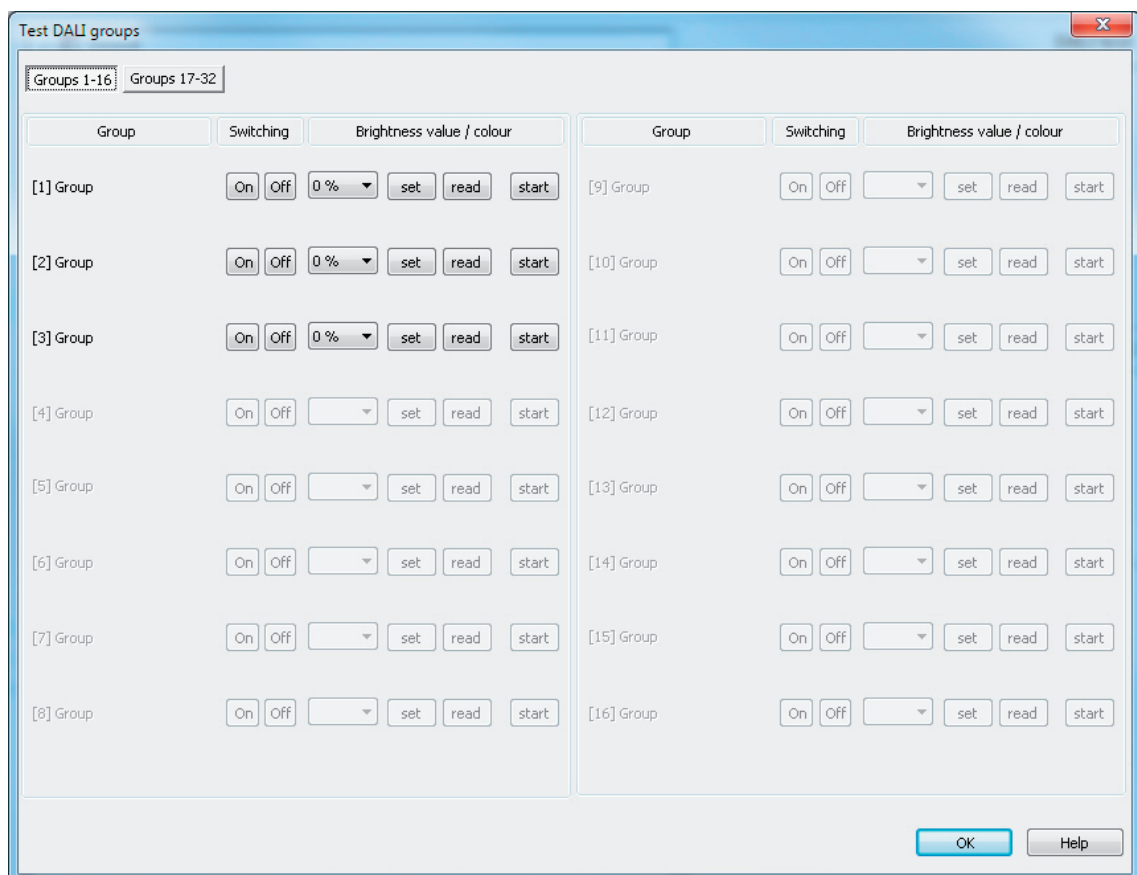 Test DALI groups
Groups 1-16 Groups 17-32
Group Switching Brightness value / colour Group Switching Brightness value / colour
[1] Group On Off 0 % set read start [9] Group On Off set read start
[2] Group On Off 0 % set read start [10] Group On Off set read start
[3] Group On Off 0 % set read start [11] Group On Off set read start
[4] Group On Off set read start [12] Group On Off set read start
[5] Group On Off set read start [13] Group On Off set read start
[6] Group On Off set read start [14] Group On Off set read start
[7] Group On Off set read start [15] Group On Off set read start
[8] Group On Off set read start [16] Group On Off set read start
OK Help